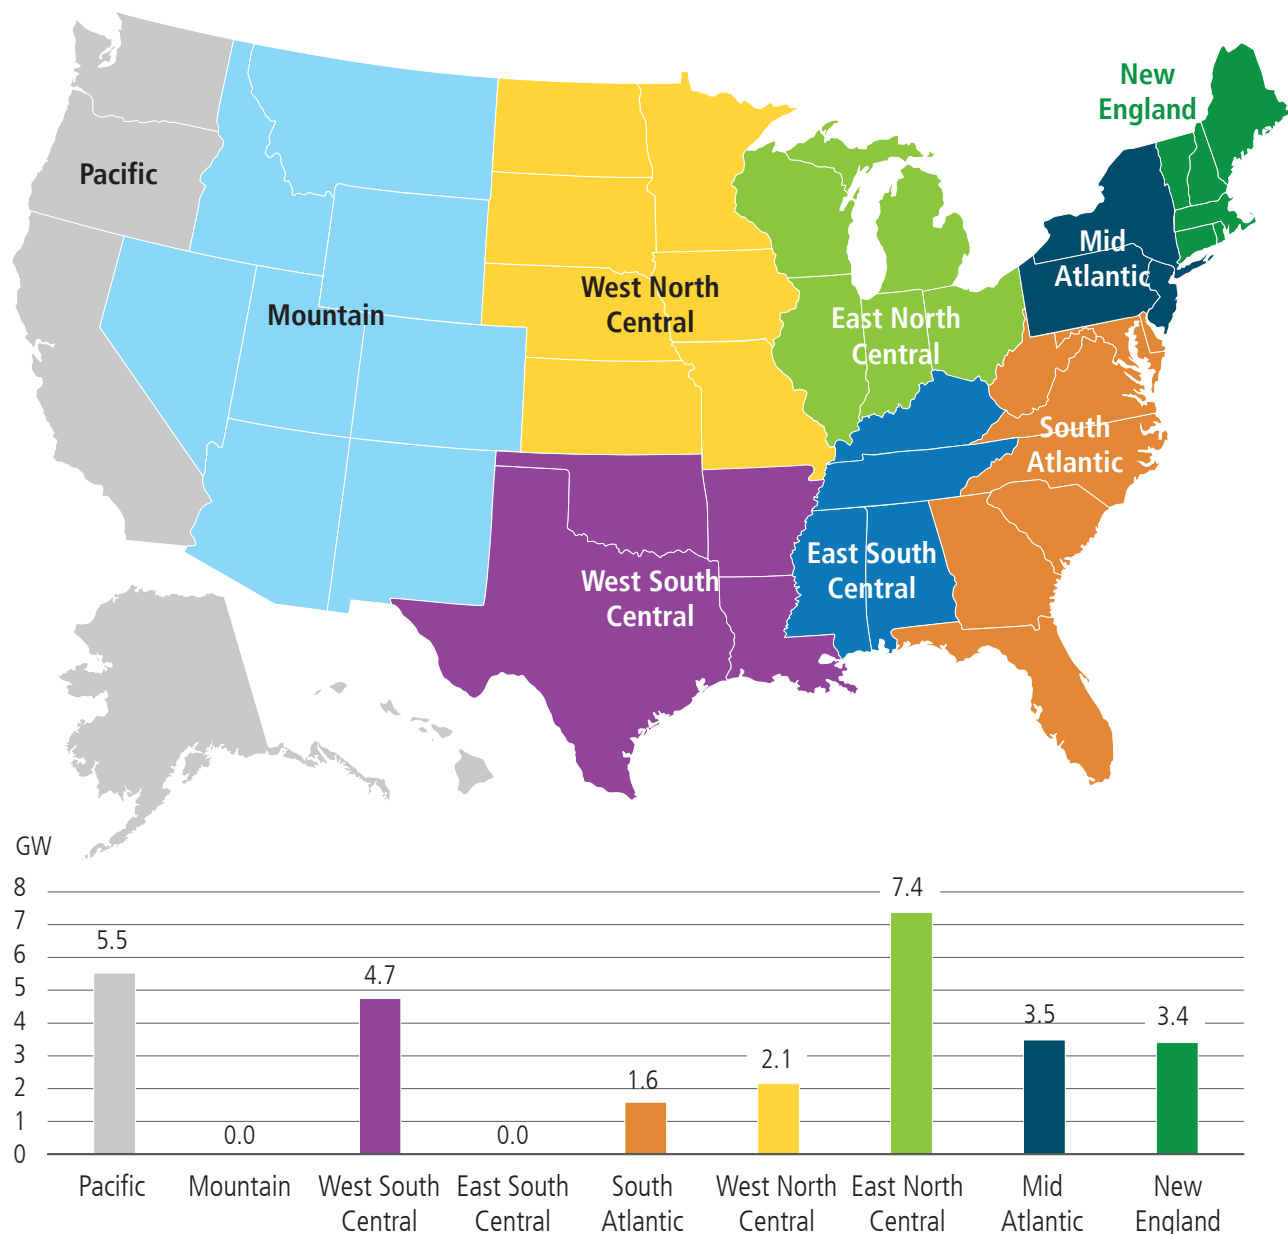 New
England
Pacific
Mid
Atlantic
West North
Central
Mountain
East North
Central
South
Atlantic
East South
Central
West South
Central
GW
8
7
6
5
4
3
2
1
0
5.5
0.0
4.7
0.0
1.6
2.1
7.4
3.5
3.4
Pacific
Mountain
West South
Central
East South
Central
South
Atlantic
West North
Central
East North
Central
Mid
Atlantic
New
England